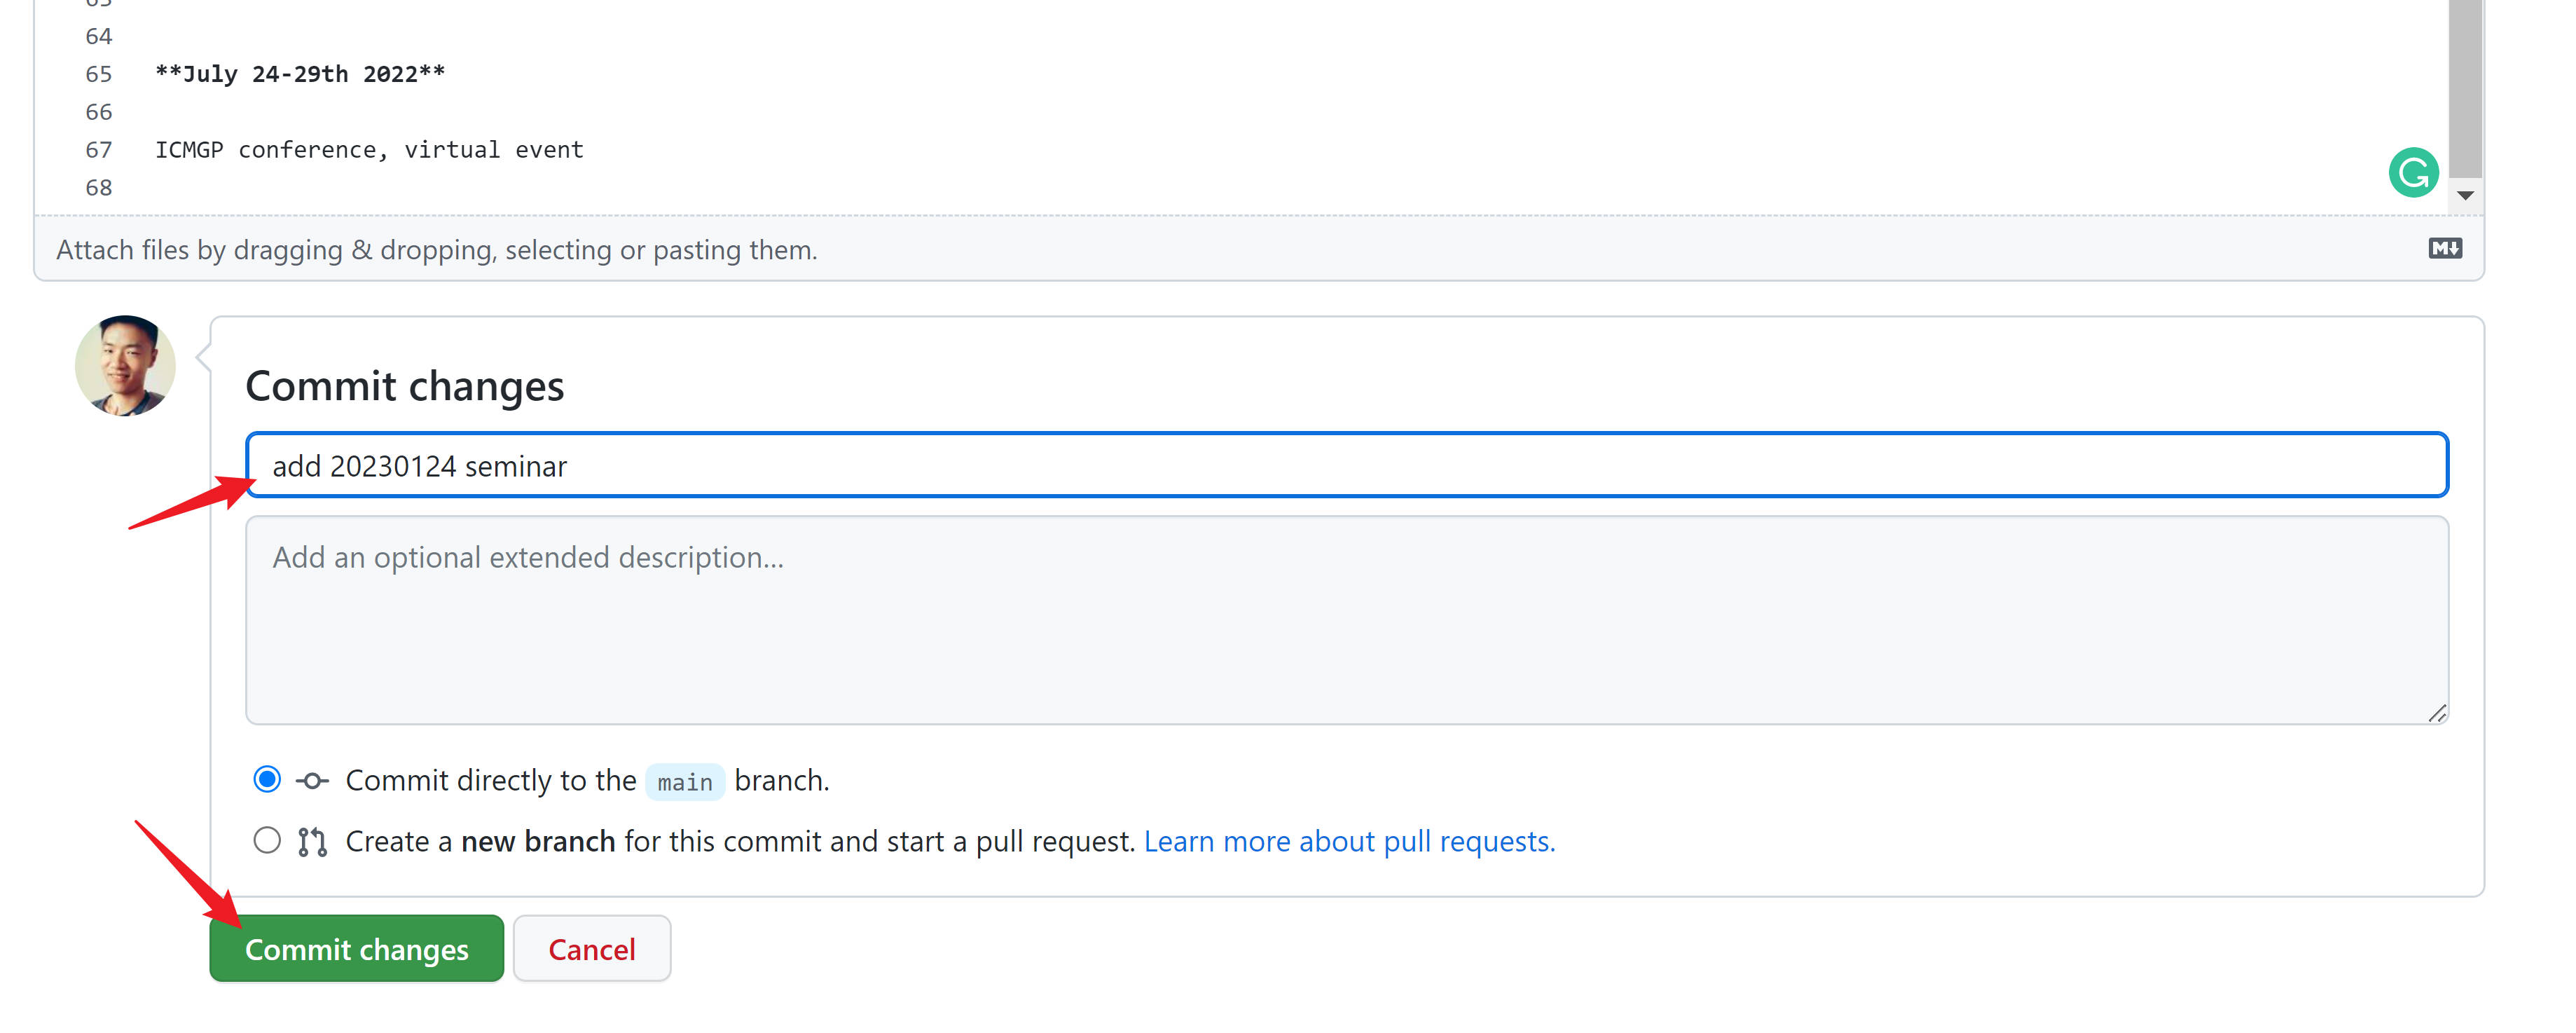 64
65 **July 24-29th 2022**
66
67 ICMGP conference, virtual event
68
Attach files by dragging & dropping, selecting or pasting them.
M
Commit changes
add 20230124 seminar
Add an optional extended description...
Commit directly to the main branch.
Create a new branch for this commit and start a pull request. Learn more about pull requests.
Commit changes Cancel